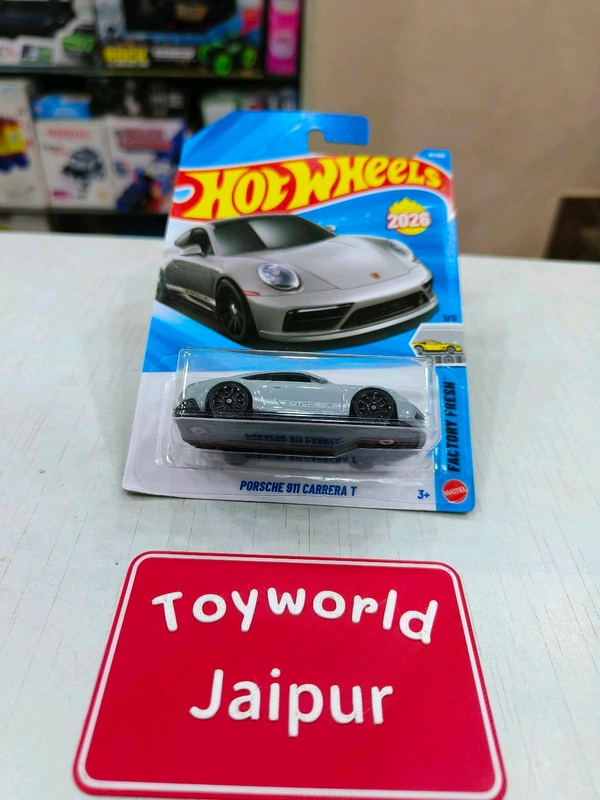 HOT WHEELS
2026
FACTORY FRESH
PORSCHE 911 CARRERA T
3+
MATTEL
Toyworld
Jaipur